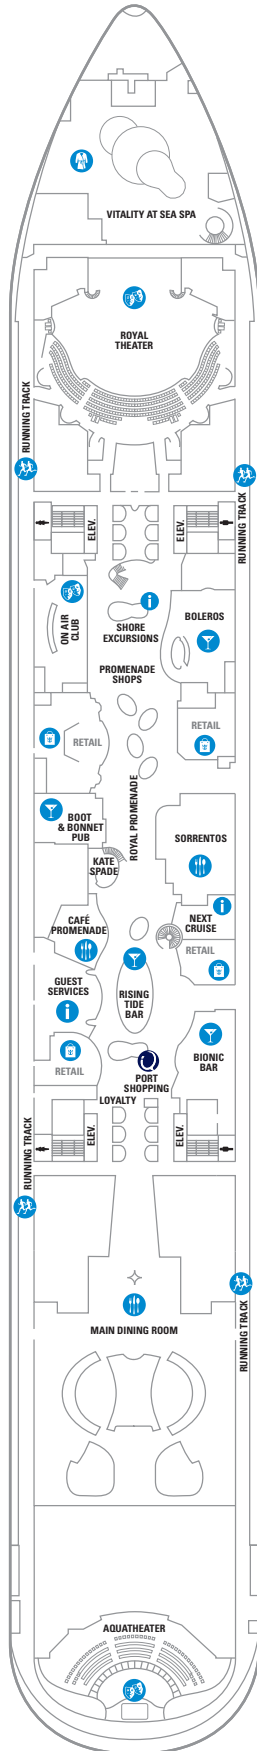 VITALITY AT SEA SPA
ROYAL
THEATER
RUNNING TRACK
RUNNING TRACK
ELEV.
ELEV.
ON AIR
CLUB
SHORE
EXCURSIONS
BOLEROS
PROMENADE
SHOPS
RETAIL
RETAIL
ROYAL PROMENADE
BOOT
& BONNET
PUB
SORRENTOS
KATE
SPADE
CAFÉ
PROMENADE
NEXT
CRUISE
RETAIL
GUEST
SERVICES
RISING
TIDE
BAR
BIONIC
BAR
RETAIL
PORT
SHOPPING
LOYALTY
ELEV.
ELEV.
RUNNING TRACK
RUNNING TRACK
MAIN DINING ROOM
AQUATHEATER